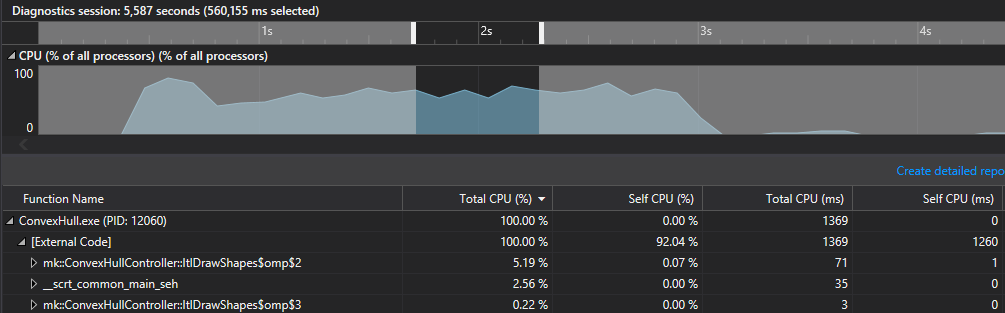 Diagnostics session: 5,587 seconds (560,155 ms selected)
1s 2s 3s 4s
CPU (% of all processors) (% of all processors)
100
0
Create detailed repo
Function Name Total CPU (%) Self CPU (%) Total CPU (ms) Self CPU (ms)
ConvexHull.exe (PID: 12060) 100.00 % 0.00 % 1369 0
[External Code] 100.00 % 92.04 % 1369 1260
mk::ConvexHullController::ItlDrawShapes$omp$2 5.19 % 0.07 % 71 1
__scrt_common_main_seh 2.56 % 0.00 % 35 0
mk::ConvexHullController::ItlDrawShapes$omp$3 0.22 % 0.00 % 3 0